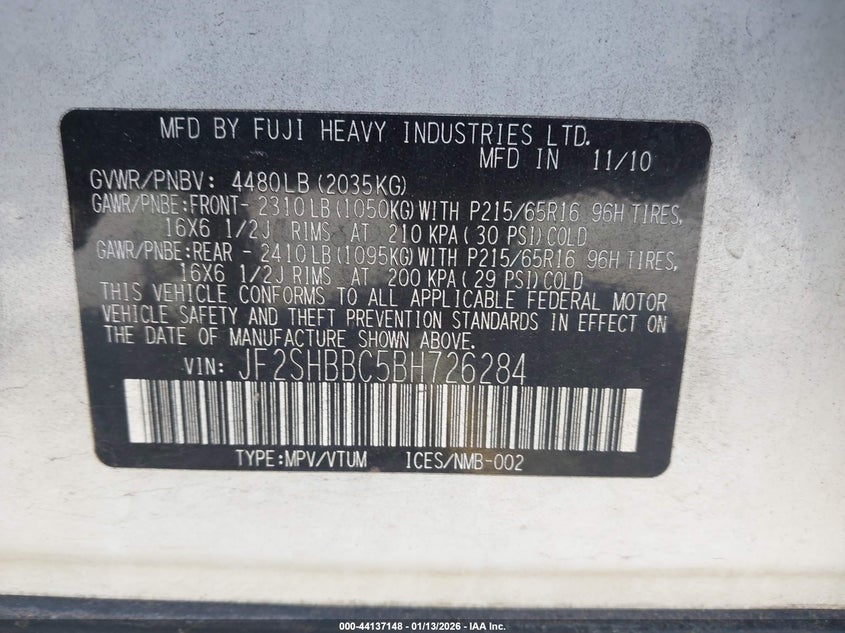 MFD BY FUJI HEAVY INDUSTRIES LTD.
MFD IN 11/10
GVWR/PNBV: 4480LB(2035KG)
GAWR/PNBE:FRONT- 2310LB(1050KG)WITH P215/65R16 96H TIRES,
16X6 1/2J RIMS AT 210 KPA( 30 PSI)COLD
GAWR/PNBE:REAR - 2410LB(1095KG)WITH P215/65R16 96H TIRES,
16X6 1/2J RIMS AT 200 KPA( 29 PSI)COLD
THIS VEHICLE CONFORMS TO ALL APPLICABLE FEDERAL MOTOR
VEHICLE SAFETY AND THEFT PREVENTION STANDARDS IN EFFECT ON
THE DATE OF MANUFACTURE SHOWN ABOVE.
VIN: JF2SHBBC5BH726284
TYPE:MPV/VTUM ICES/NMB-002
000-44137148 - 01/13/2026 - IAA Inc.